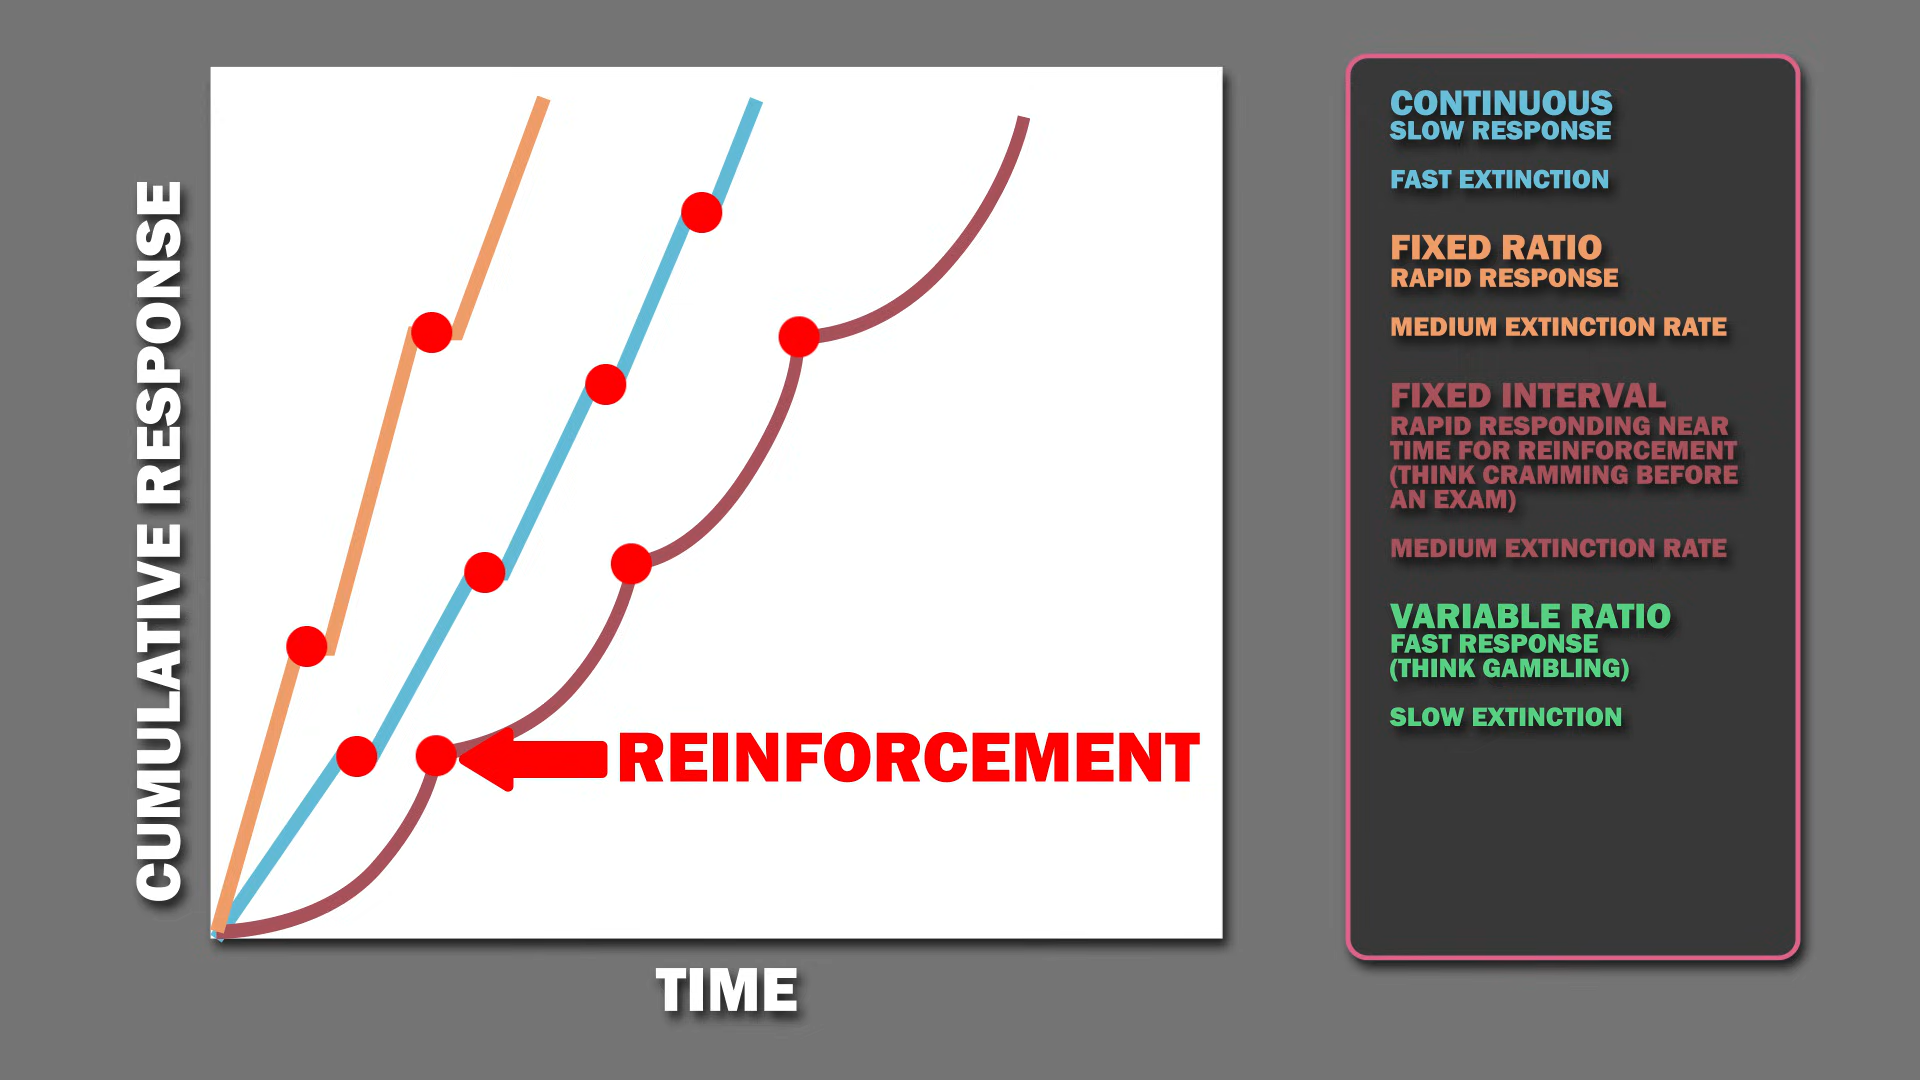 CUMULATIVE RESPONSE
REINFORCEMENT
TIME
CONTINUOUS
SLOW RESPONSE
FAST EXTINCTION
FIXED RATIO
RAPID RESPONSE
MEDIUM EXTINCTION RATE
FIXED INTERVAL
RAPID RESPONDING NEAR
TIME FOR REINFORCEMENT
(THINK CRAMMING BEFORE
AN EXAM)
MEDIUM EXTINCTION RATE
VARIABLE RATIO
FAST RESPONSE
(THINK GAMBLING)
SLOW EXTINCTION